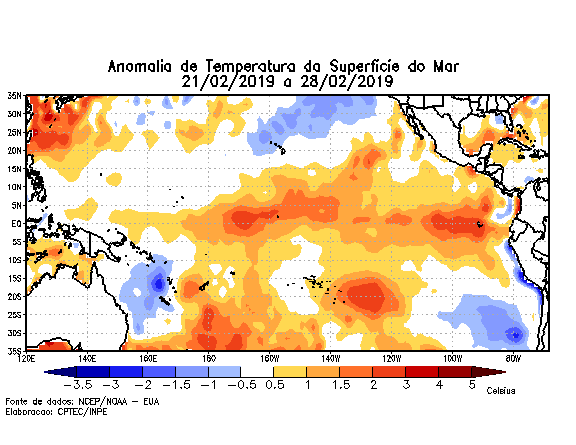 Anomalia de Temperatura da Superfície do Mar
21/02/2019 a 28/02/2019
35N
30N
25N
20N
15N
10N
5N
EQ
5S
10S
15S
20S
25S
30S
35S
120E 140E 160E 180W 160W 140W 120W 100W 80W
-3.5 -3 -2 -1.5 -1 -0.5 0.5 1 1.5 2 3 4 5
Celsius
Fonte de dados: NCEP/NOAA - EUA
Elaboracao: CPTEC/INPE